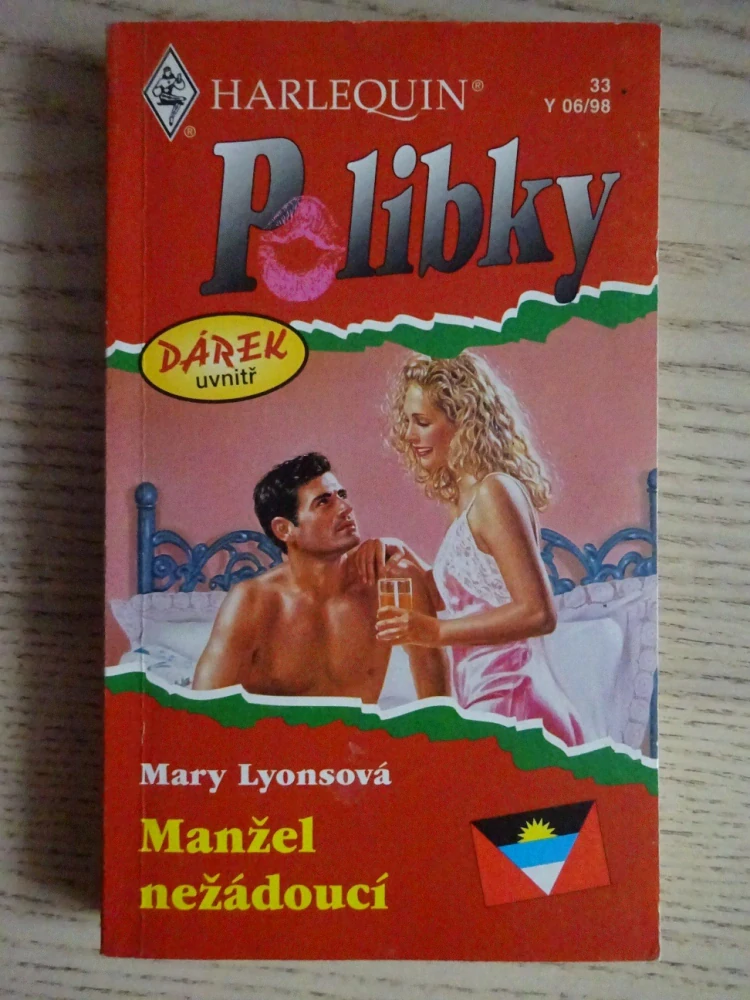 HARLEQUIN®
33
Y 06/98
®
Polibky
DÁREK
uvnitř
Mary Lyonsová
Manžel
nežádoucí